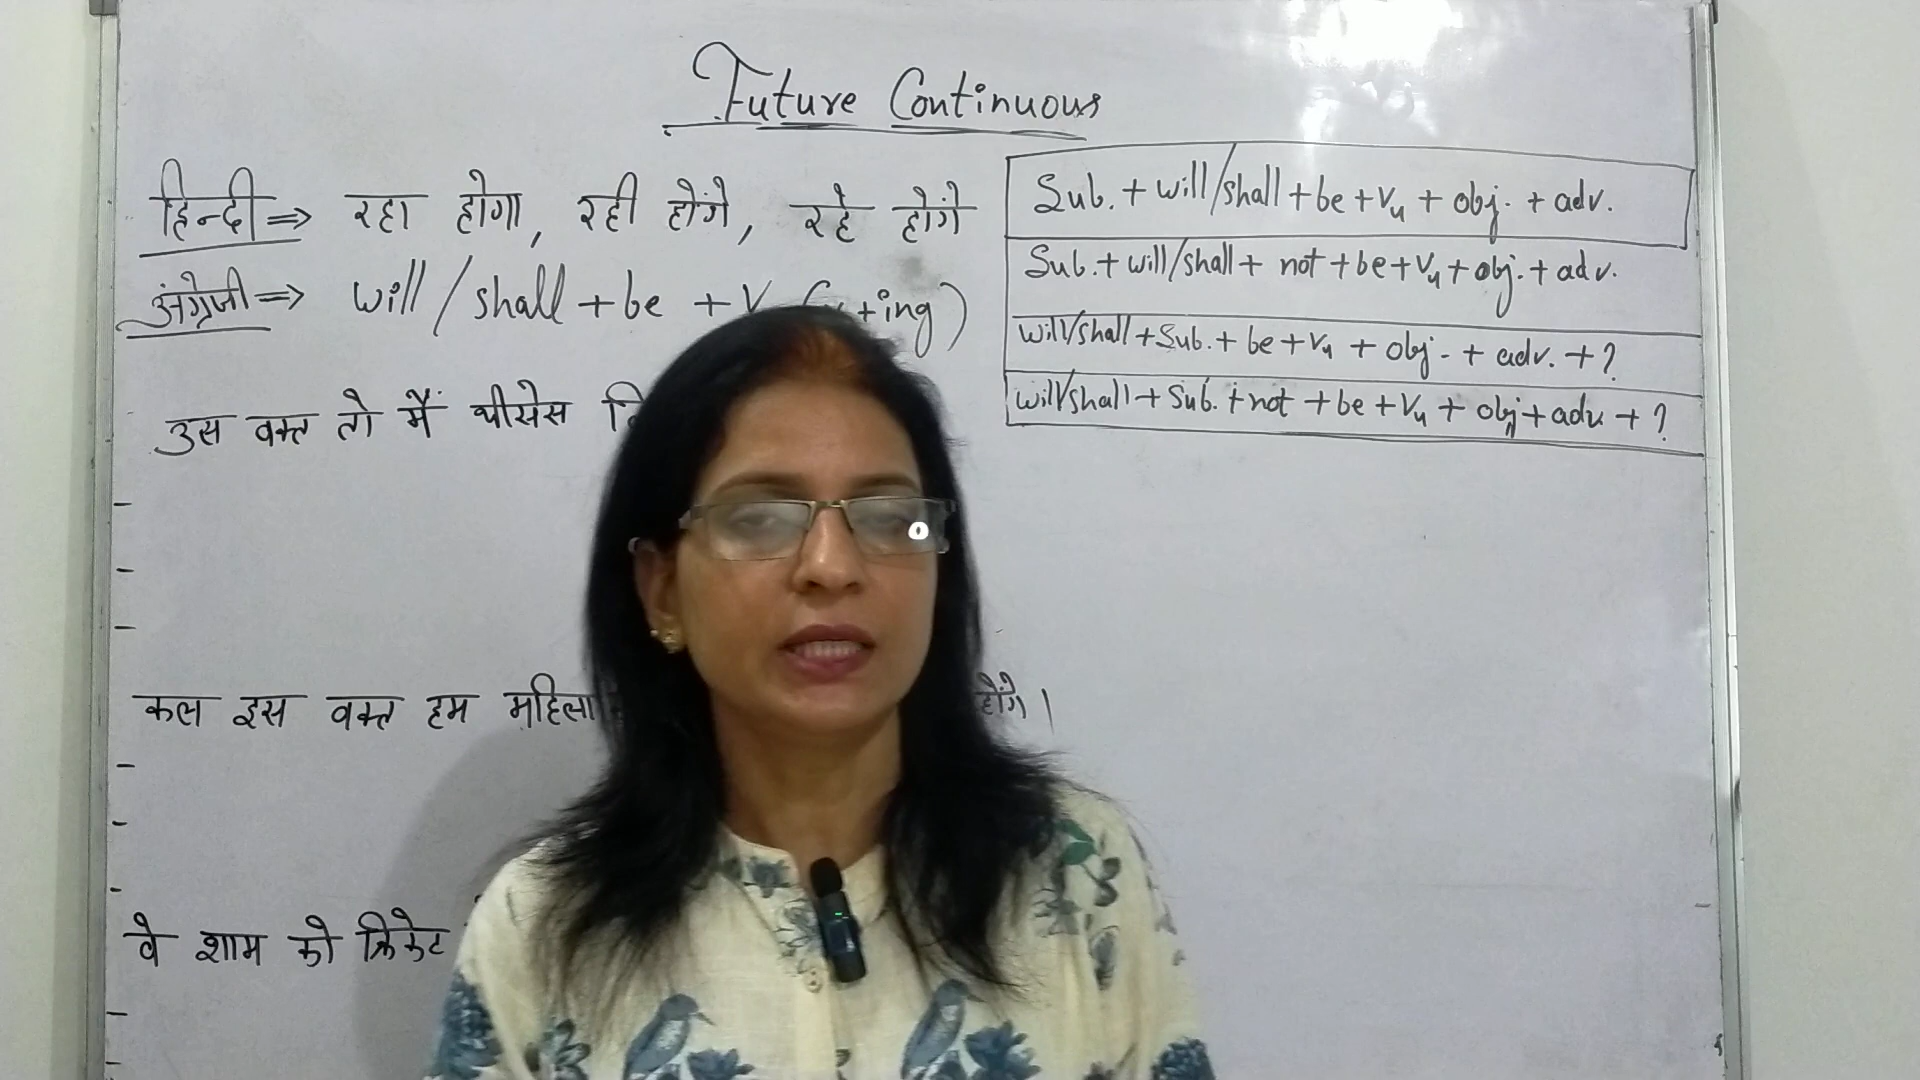 Future Continuous
हिन्दी ⇒ रहा होगा, रही होंगे, रहे होंगे
अंग्रेजी ⇒ will / shall + be + V +ing)
Sub. + will/shall + be + V₄ + obj. + adv.
Sub. + will/shall + not + be + V₄ + obj. + adv.
will/shall + Sub. + be + V₄ + obj. + adv. + ?
will/shall + Sub. + not + be + V₄ + obj + adv. + ?
उस वक्त तो मैं थीसेस
कल इस वक्त हम होंगे।
वे शाम को क्रिकेट